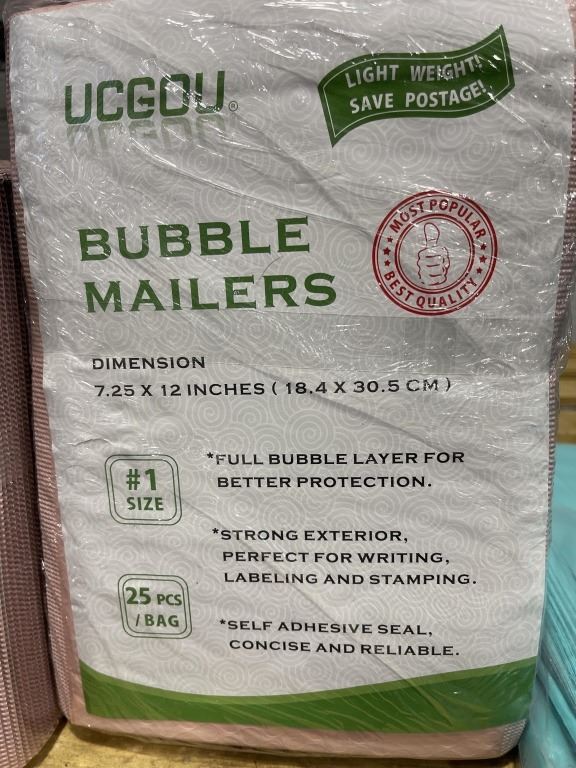 UCGOU®
LIGHT WEIGHT!
SAVE POSTAGE!
BUBBLE
MAILERS
MOST POPULAR
BEST QUALITY
DIMENSION
7.25 X 12 INCHES ( 18.4 X 30.5 CM )
#1
SIZE
*FULL BUBBLE LAYER FOR
BETTER PROTECTION.
*STRONG EXTERIOR,
PERFECT FOR WRITING,
LABELING AND STAMPING.
25 PCS
/ BAG
*SELF ADHESIVE SEAL,
CONCISE AND RELIABLE.